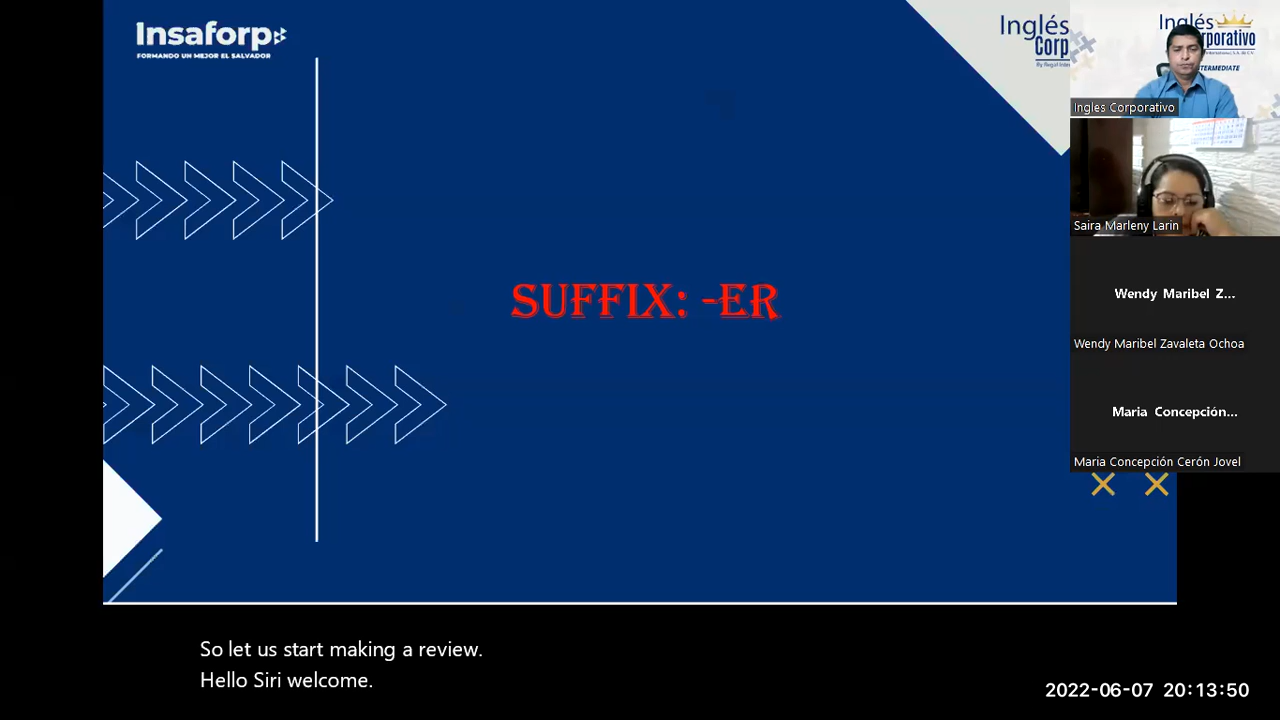 Insaforp
FORMANDO UN MEJOR EL SALVADOR
Inglés
Corp
SUFFIX: -ER
Inglés
orporativo
TERMEDIATE
Ingles Corporativo
Saira Marleny Larin
Wendy Maribel Z...
Wendy Maribel Zavaleta Ochoa
Maria Concepción...
Maria Concepción Cerón Jovel
So let us start making a review.
Hello Siri welcome.
2022-06-07 20:13:50